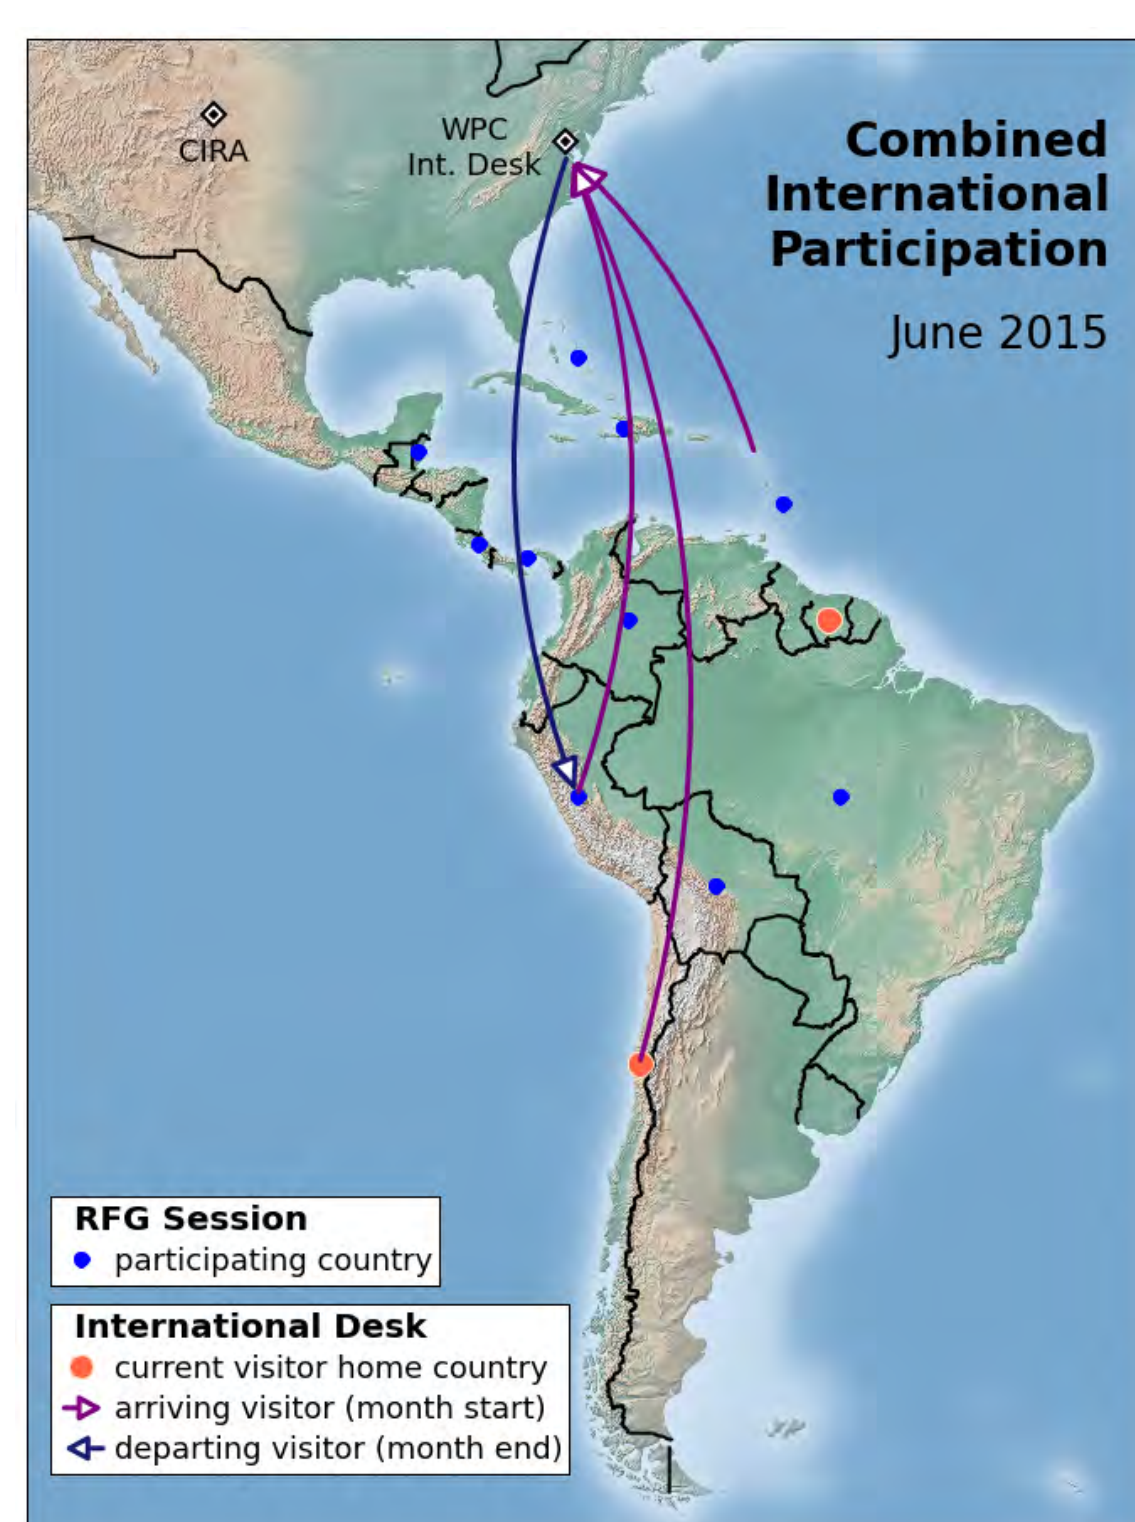 CIRA
WPC
Int. Desk
Combined
International
Participation
June 2015
RFG Session
participating country
International Desk
current visitor home country
arriving visitor (month start)
departing visitor (month end)